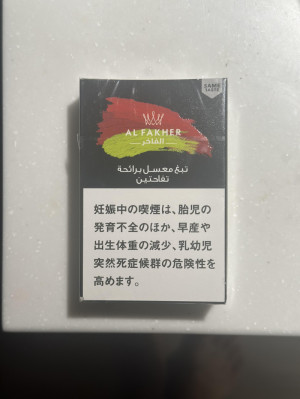 SAME
TASTE
AL FAKHER
الفاخر
تبغ معسل برائحة
تفاحتين
妊娠中の喫煙は、胎児の
発育不全のほか、早産や
出生体重の減少、乳幼児
突然死症候群の危険性を
高めます。